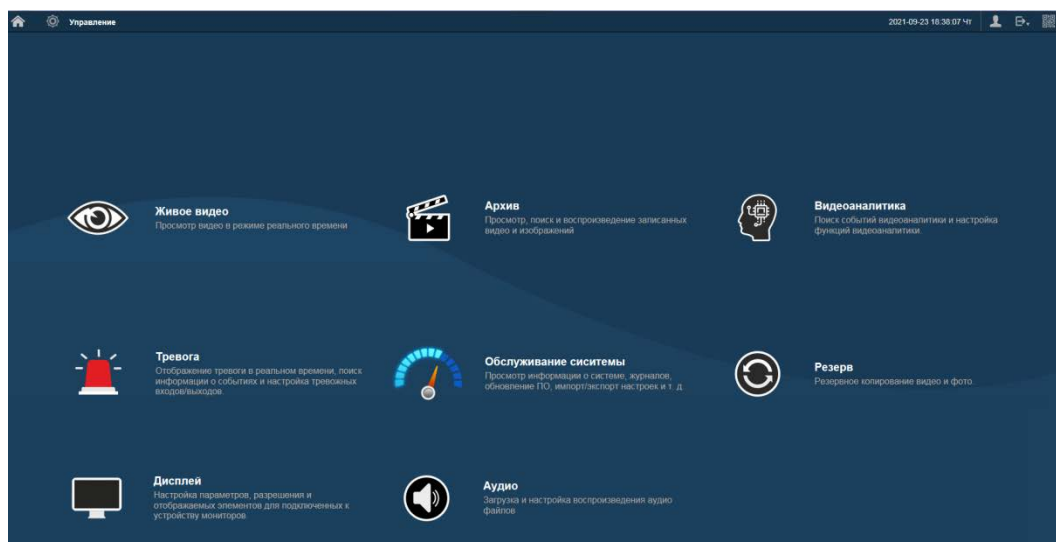 Управление
2021-09-23 18:38:07 Чт
Живое видео
Просмотр видео в режиме реального времени
Архив
Просмотр, поиск и воспроизведение записанных
видео и изображений
Видеоаналитика
Поиск событий видеоаналитики и настройка
функций видеоаналитики.
Тревога
Отображение тревоги в реальном времени, поиск
информации о событиях и настройка тревожных
входов/выходов.
Обслуживание сиситемы
Просмотр информации о системе, журналов,
обновление ПО, импорт/экспорт настроек и т. д.
Резерв
Резервное копирование видео и фото.
Дисплей
Настройка параметров, разрешения и
отображаемых элементов для подключенных к
устройству мониторов.
Аудио
Загрузка и настройка воспроизведения аудио
файлов